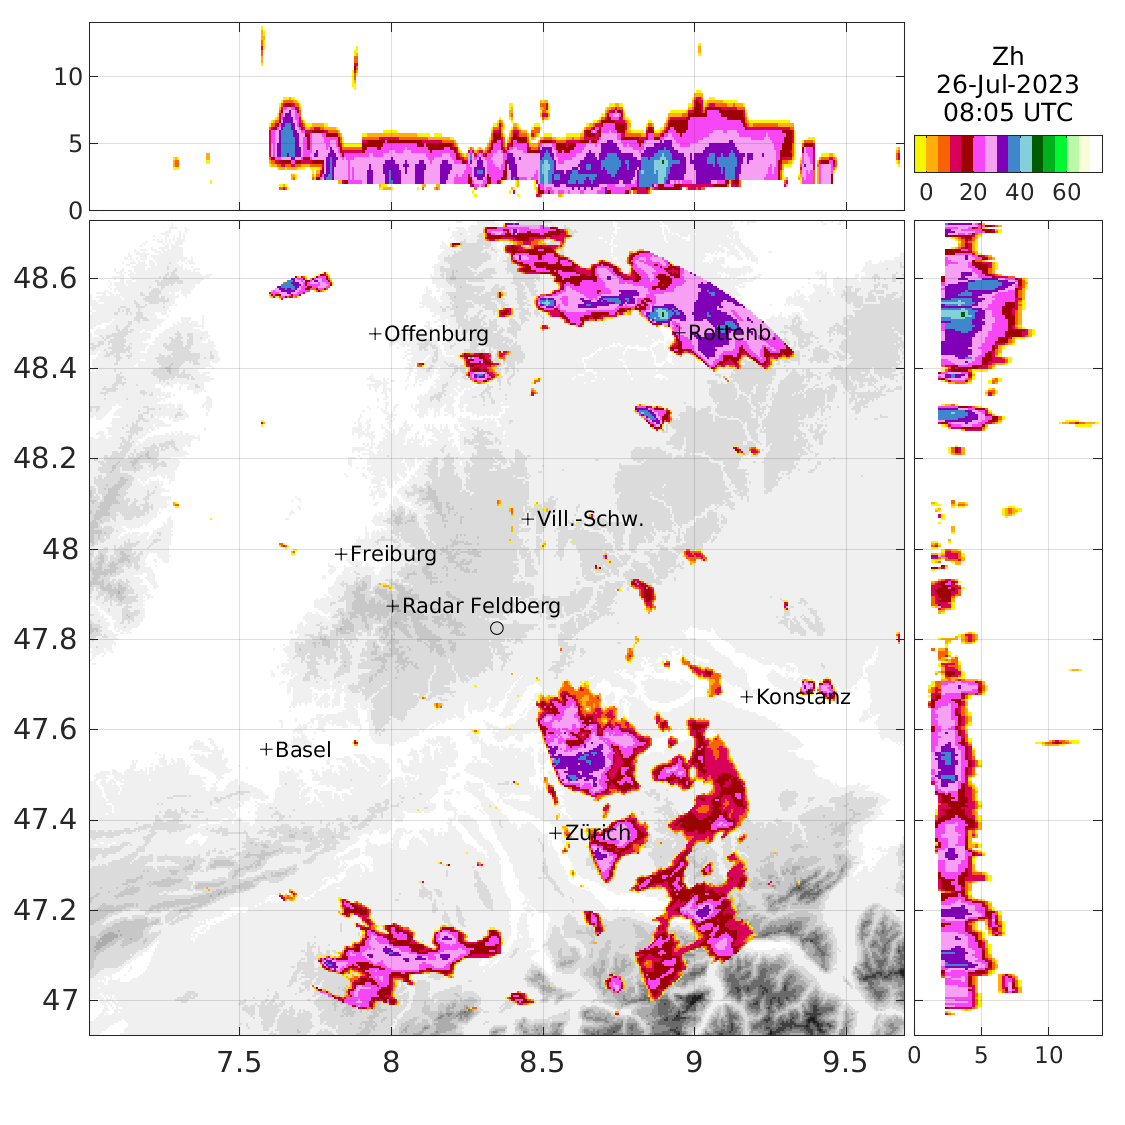 10
5
0
Zh
26-Jul-2023
08:05 UTC
0 20 40 60
48.6
48.4
48.2
48
47.8
47.6
47.4
47.2
47
+Offenburg
+Rottenb.
+Vill.-Schw.
+Freiburg
+Radar Feldberg
+Konstanz
+Basel
+Zürich
7.5 8 8.5 9 9.5
0 5 10